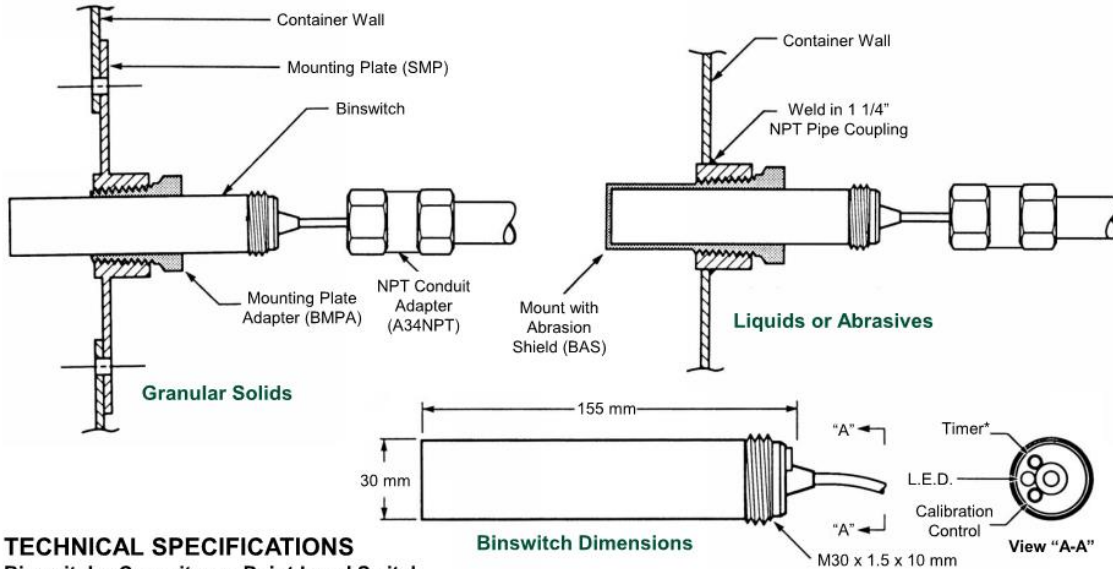 Container Wall
Mounting Plate (SMP)
Binswitch
Mounting Plate
Adapter (BMPA)
NPT Conduit
Adapter
(A34NPT)
Granular Solids
Container Wall
Weld in 1 1/4"
NPT Pipe Coupling
Mount with
Abrasion
Shield (BAS)
Liquids or Abrasives
155 mm
30 mm
"A"
"A"
M30 x 1.5 x 10 mm
Binswitch Dimensions
Timer*
L.E.D.
Calibration
Control
View "A-A"
TECHNICAL SPECIFICATIONS